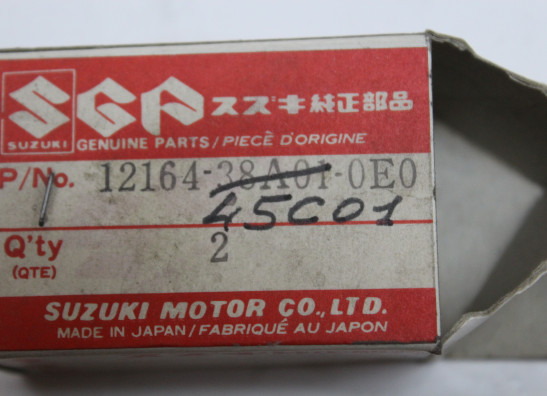 SGP スズキ純正部品
SUZUKI GENUINE PARTS/PIECÈ D'ORIGINE
P/No. 12164-38A01-0E0
45C01
Q'ty 2
(QTE)
SUZUKI MOTOR CO., LTD.
MADE IN JAPAN/FABRIQUÉ AU JAPON